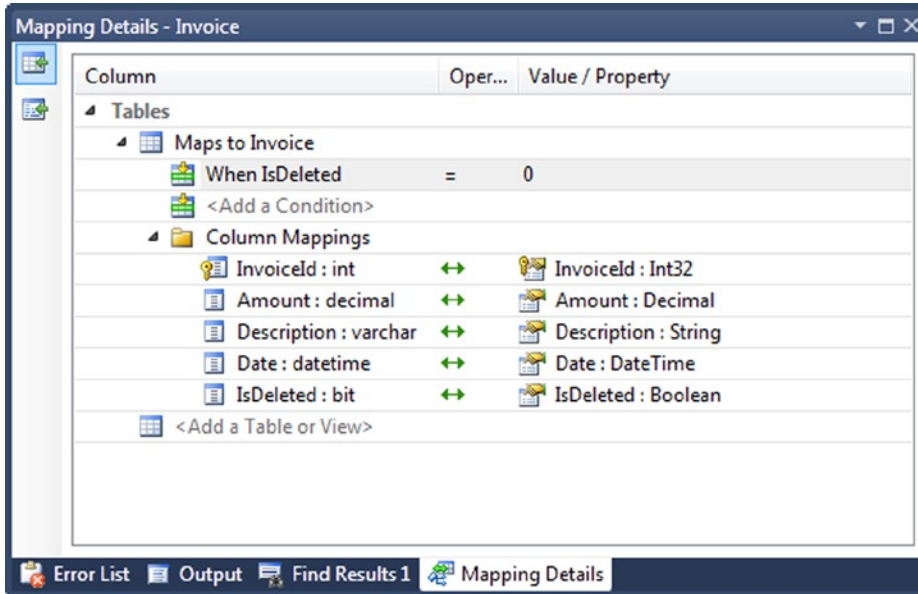 Mapping Details - Invoice
Column Oper... Value / Property
Tables
Maps to Invoice
When IsDeleted = 0
<Add a Condition>
Column Mappings
InvoiceId : int InvoiceId : Int32
Amount : decimal Amount : Decimal
Description : varchar Description : String
Date : datetime Date : DateTime
IsDeleted : bit IsDeleted : Boolean
<Add a Table or View>
Error List Output Find Results 1 Mapping Details